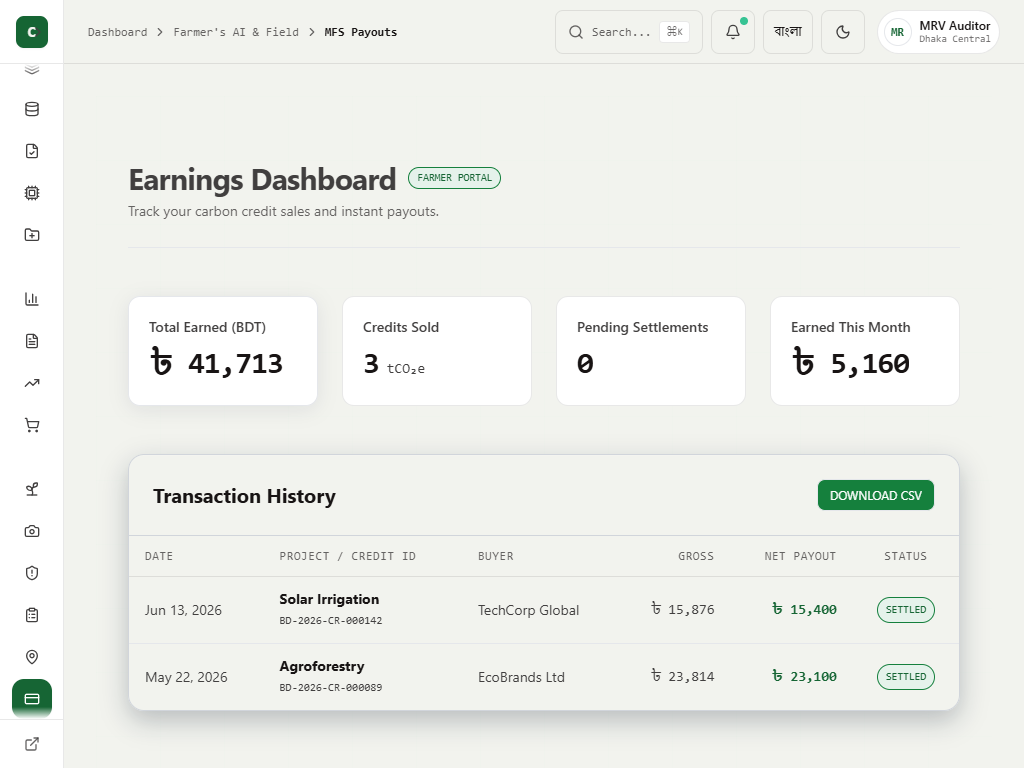 C
Dashboard > Farmer's AI & Field > MFS Payouts
Search... ⌘K
বাংলা
MR
MRV Auditor
Dhaka Central
Earnings Dashboard
FARMER PORTAL
Track your carbon credit sales and instant payouts.
Total Earned (BDT)
৳ 41,713
Credits Sold
3 tCO₂e
Pending Settlements
0
Earned This Month
৳ 5,160
Transaction History
DOWNLOAD CSV
DATE PROJECT / CREDIT ID BUYER GROSS NET PAYOUT STATUS
Jun 13, 2026 Solar Irrigation TechCorp Global ৳ 15,876 ৳ 15,400 SETTLED
BD-2026-CR-000142
May 22, 2026 Agroforestry EcoBrands Ltd ৳ 23,814 ৳ 23,100 SETTLED
BD-2026-CR-000089